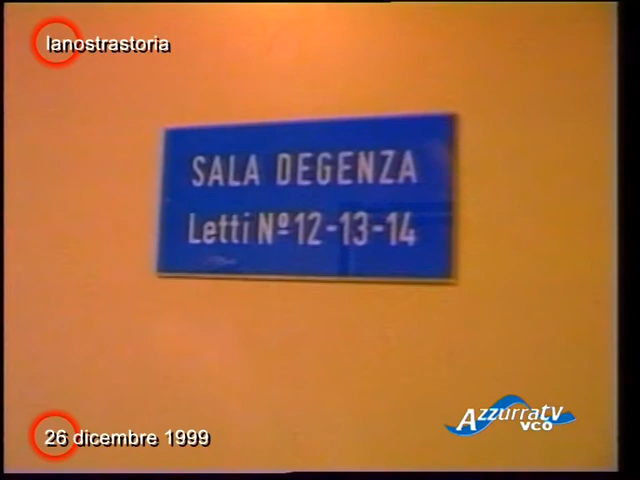 lanostrastoria
SALA DEGENZA
Letti Nº 12-13-14
Azzurratv
vco
26 dicembre 1999